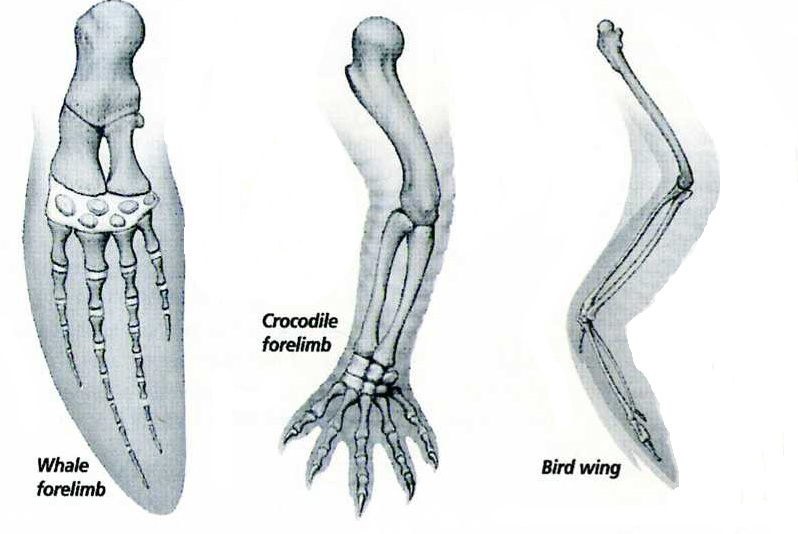 Whale
forelimb
Crocodile
forelimb
Bird wing